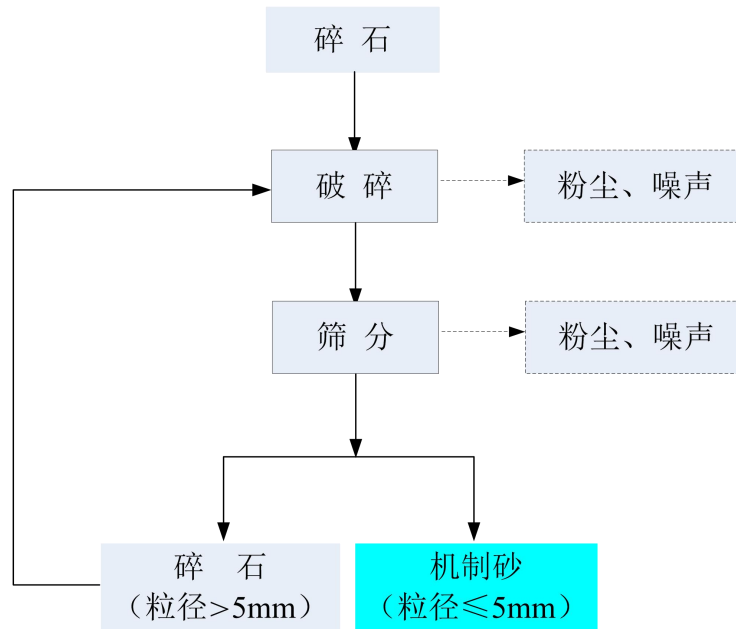 碎 石
破 碎
粉尘、噪声
筛 分
粉尘、噪声
碎 石
（粒径>5mm）
机制砂
（粒径≤5mm）